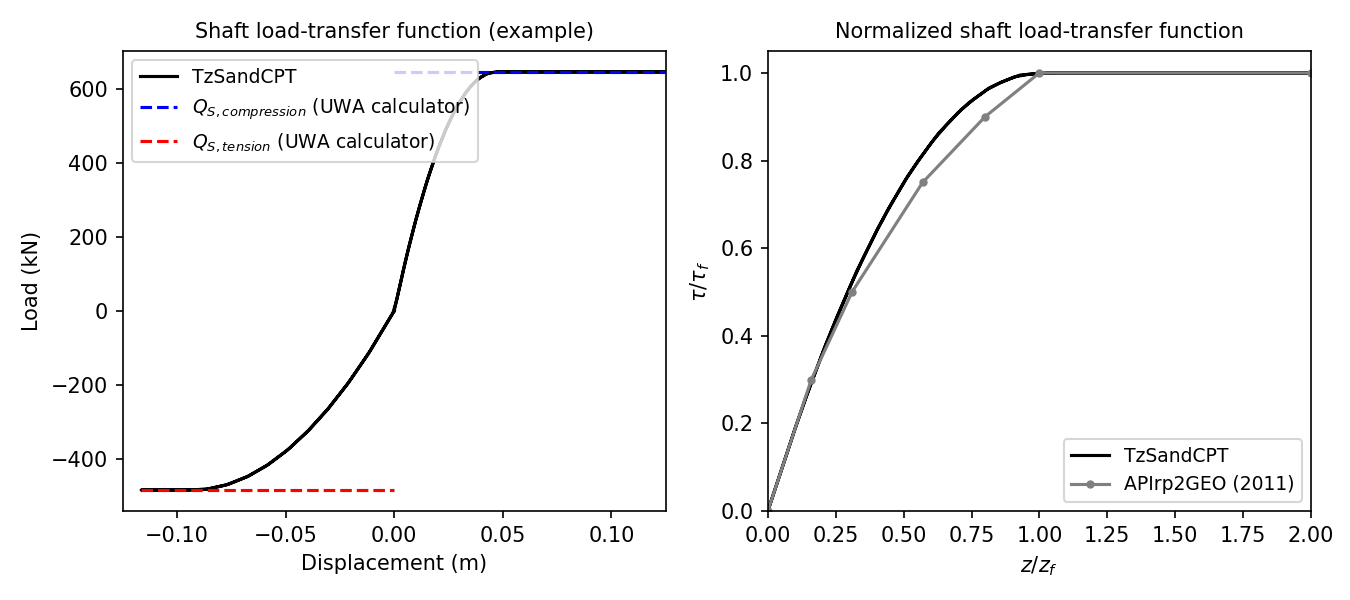 Shaft load-transfer function (example)
TzSandCPT
Q_{S,compression} (UWA calculator)
Q_{S,tension} (UWA calculator)
Load (kN)
600
400
200
0
−200
−400
−0.10
−0.05
0.00
0.05
0.10
Displacement (m)
Normalized shaft load-transfer function
τ/τ_f
1.0
0.8
0.6
0.4
0.2
0.0
TzSandCPT
APIrp2GEO (2011)
0.00
0.25
0.50
0.75
1.00
1.25
1.50
1.75
2.00
z/z_f